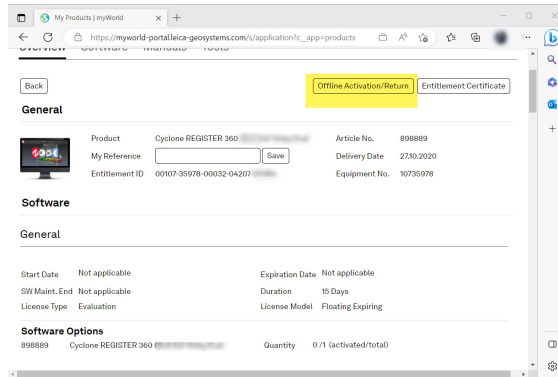 My Products | myWorld
https://myworld-portal.leica-geosystems.com/s/application?c__app=products
Overview Software Manuals Tools
Back Offline Activation/Return Entitlement Certificate
General
Product Cyclone REGISTER 360 Article No. 898889
My Reference Save Delivery Date 27.10.2020
Entitlement ID 00107-35978-00032-04207 Equipment No. 10735978
Software
General
Start Date Not applicable Expiration Date Not applicable
SW Maint. End Not applicable Duration 15 Days
License Type Evaluation License Model Floating Expiring
Software Options
898889 Cyclone REGISTER 360 Quantity 0 /1 (activated/total)